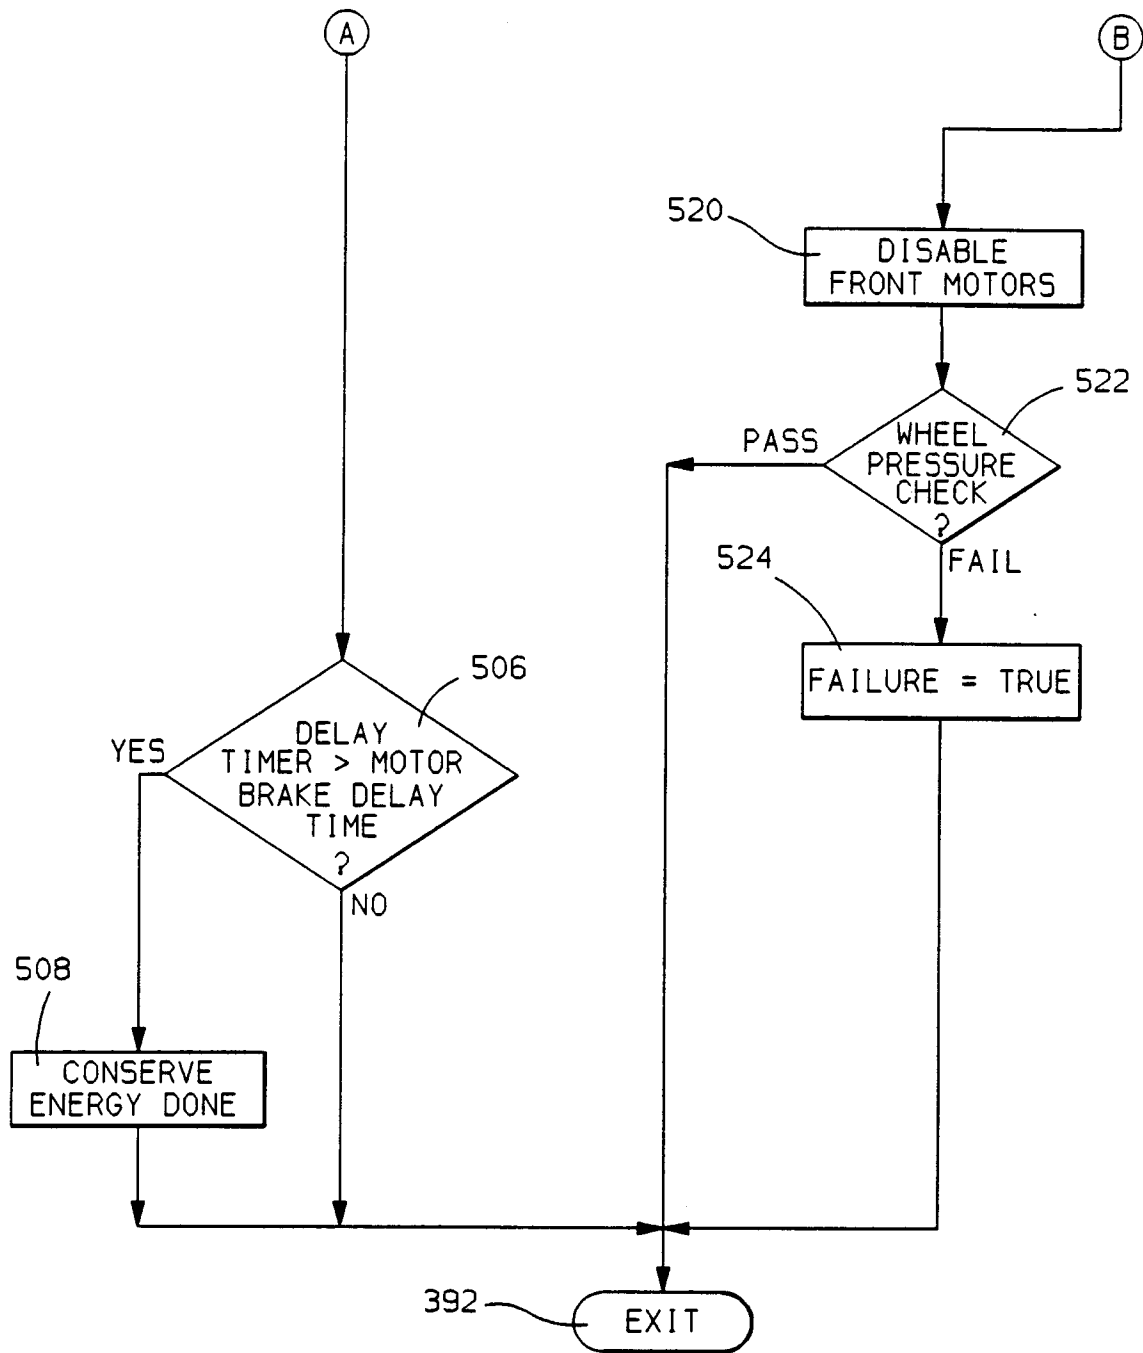 A
B
520
DISABLE
FRONT MOTORS
522
PASS
WHEEL
PRESSURE
CHECK
?
FAIL
524
FAILURE = TRUE
506
YES
DELAY
TIMER > MOTOR
BRAKE DELAY
TIME
?
NO
508
CONSERVE
ENERGY DONE
392
EXIT